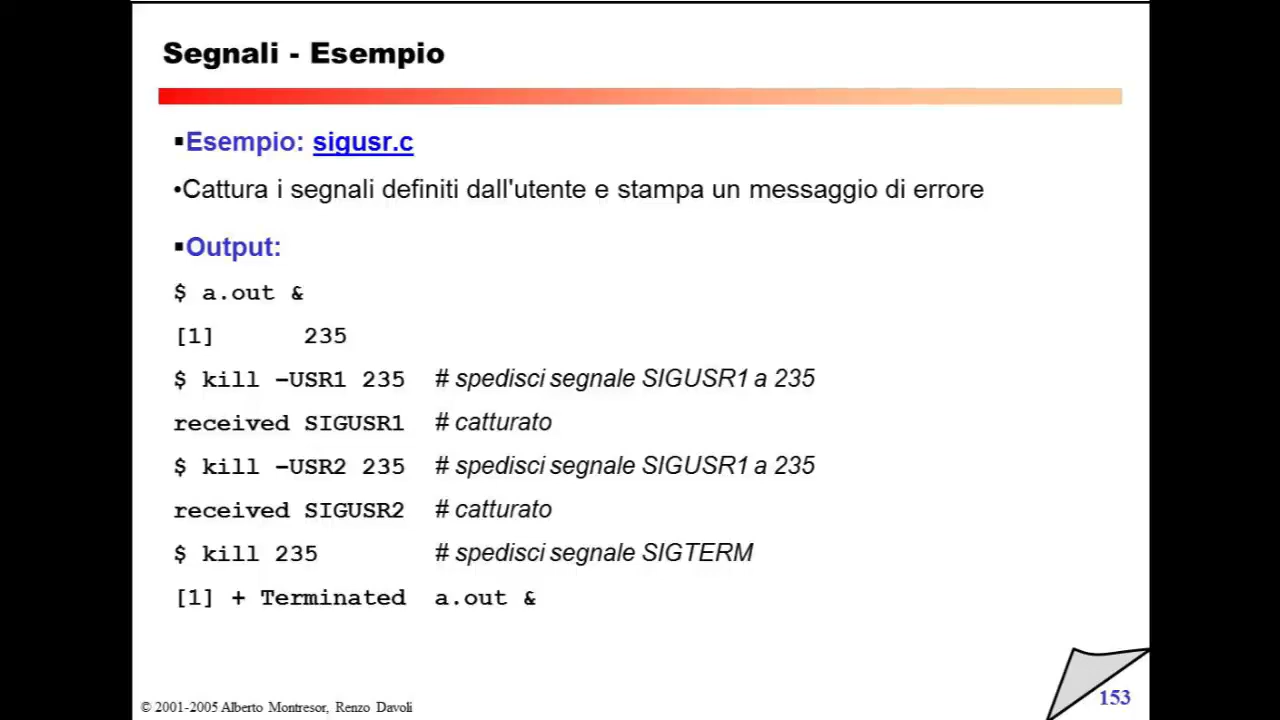 Segnali - Esempio
▪Esempio: sigusr.c
•Cattura i segnali definiti dall'utente e stampa un messaggio di errore
▪Output:
$ a.out &
[1] 235
$ kill –USR1 235 # spedisci segnale SIGUSR1 a 235
received SIGUSR1 # catturato
$ kill –USR2 235 # spedisci segnale SIGUSR1 a 235
received SIGUSR2 # catturato
$ kill 235 # spedisci segnale SIGTERM
[1] + Terminated a.out &
© 2001-2005 Alberto Montresor, Renzo Davoli
153